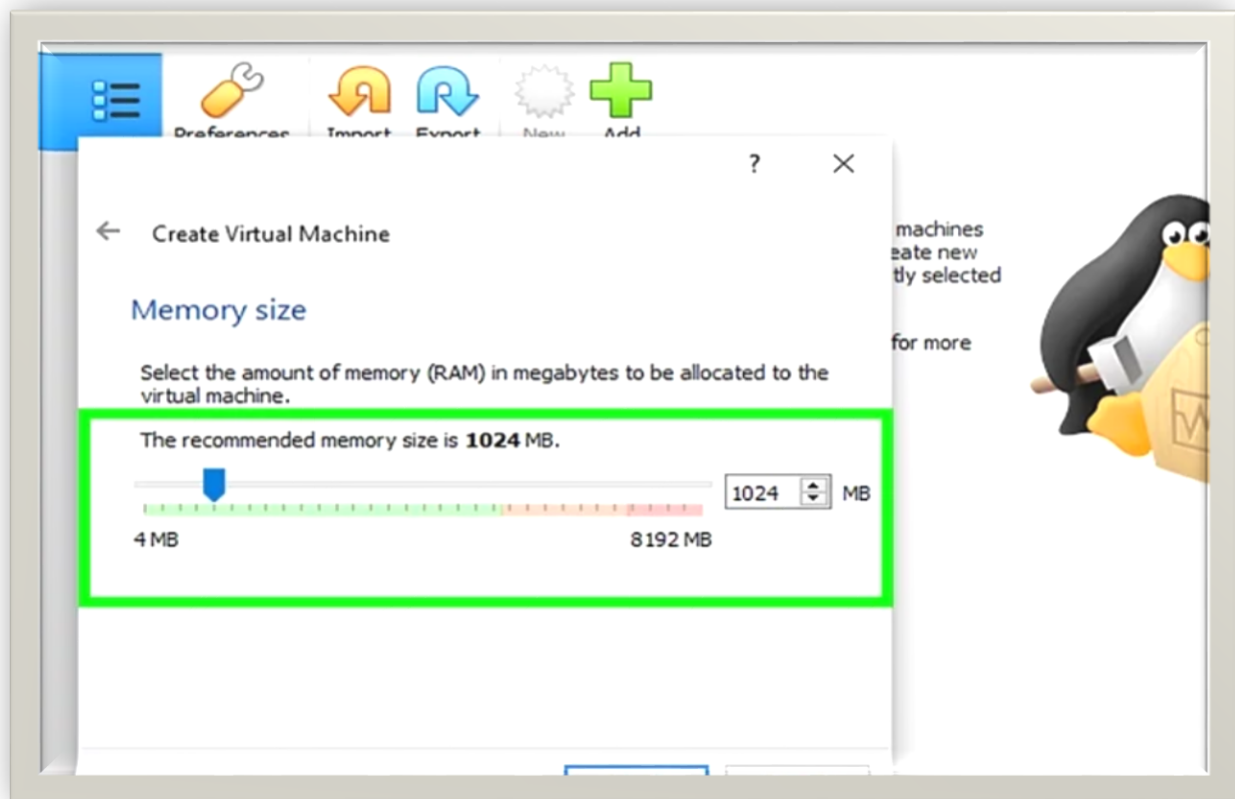 Preferences Import Export New Add
?
Create Virtual Machine
machines
eate new
tly selected
for more
Memory size
Select the amount of memory (RAM) in megabytes to be allocated to the
virtual machine.
The recommended memory size is 1024 MB.
1024 MB
4 MB 8192 MB